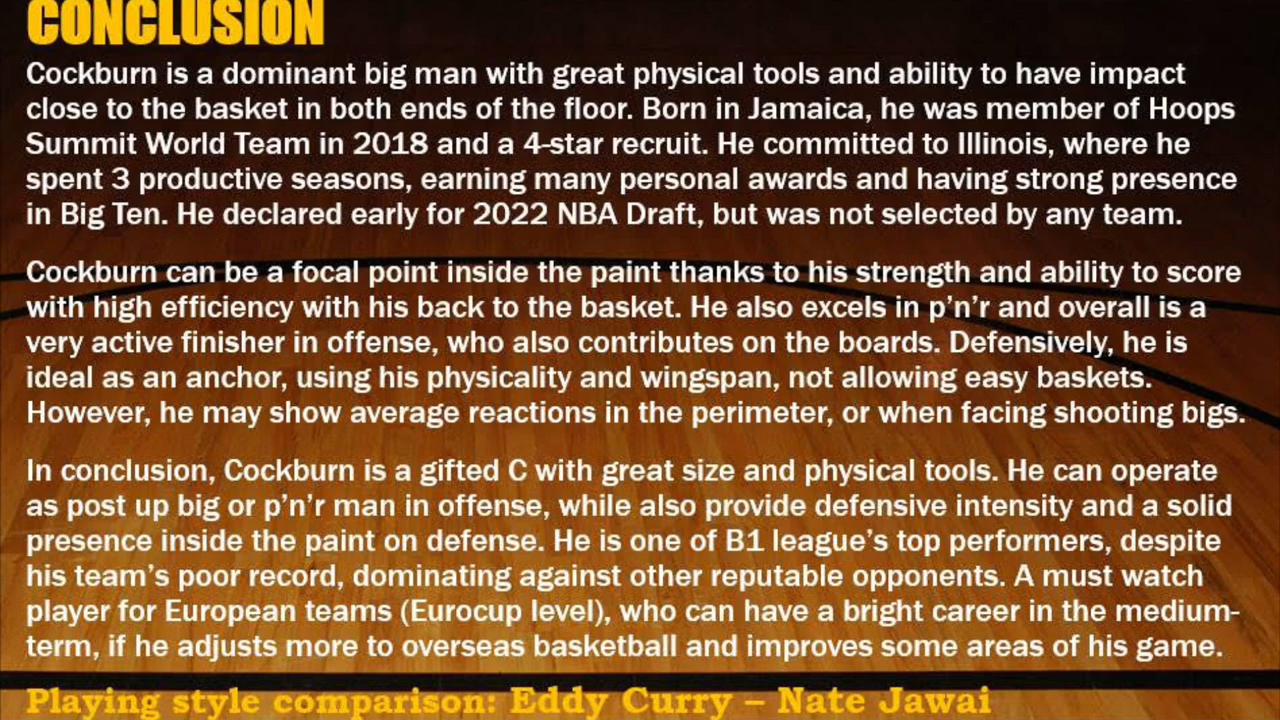 CONCLUSION
Cockburn is a dominant big man with great physical tools and ability to have impact
close to the basket in both ends of the floor. Born in Jamaica, he was member of Hoops
Summit World Team in 2018 and a 4-star recruit. He committed to Illinois, where he
spent 3 productive seasons, earning many personal awards and having strong presence
in Big Ten. He declared early for 2022 NBA Draft, but was not selected by any team.
Cockburn can be a focal point inside the paint thanks to his strength and ability to score
with high efficiency with his back to the basket. He also excels in p’n’r and overall is a
very active finisher in offense, who also contributes on the boards. Defensively, he is
ideal as an anchor, using his physicality and wingspan, not allowing easy baskets.
However, he may show average reactions in the perimeter, or when facing shooting bigs.
In conclusion, Cockburn is a gifted C with great size and physical tools. He can operate
as post up big or p’n’r man in offense, while also provide defensive intensity and a solid
presence inside the paint on defense. He is one of B1 league’s top performers, despite
his team’s poor record, dominating against other reputable opponents. A must watch
player for European teams (Eurocup level), who can have a bright career in the medium-
term, if he adjusts more to overseas basketball and improves some areas of his game.
Playing style comparison: Eddy Curry – Nate Jawai